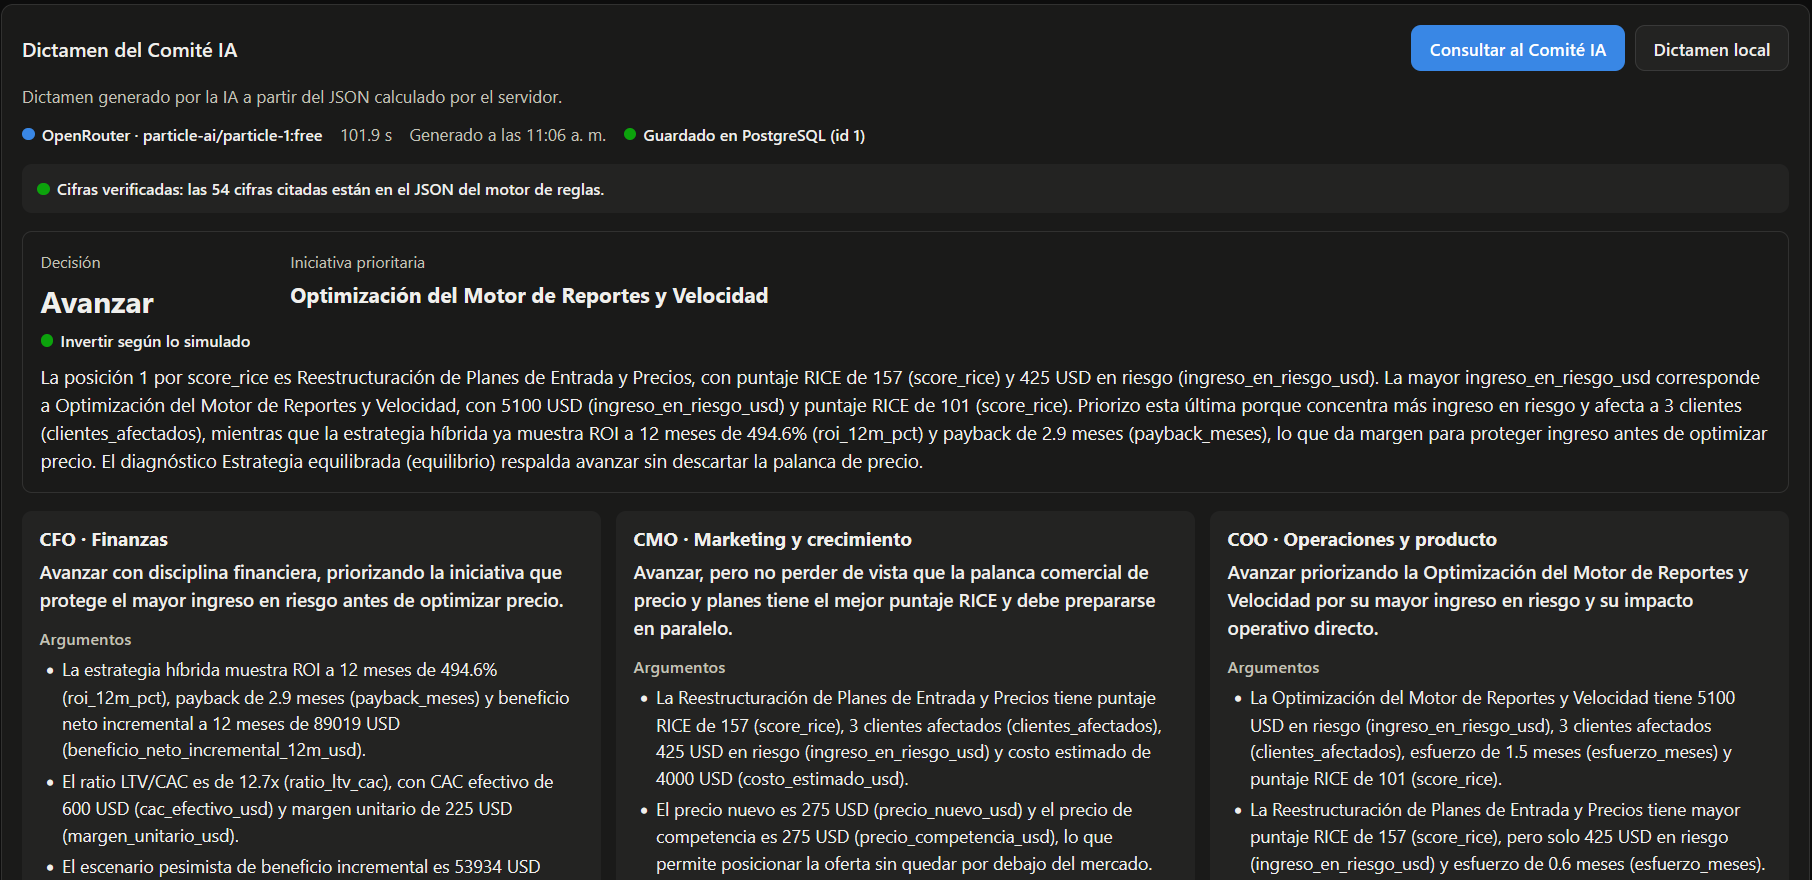 Dictamen del Comité IA
Consultar al Comité IA
Dictamen local
Dictamen generado por la IA a partir del JSON calculado por el servidor.
OpenRouter · particle-ai/particle-1:free 101.9 s Generado a las 11:06 a. m. Guardado en PostgreSQL (id 1)
Cifras verificadas: las 54 cifras citadas están en el JSON del motor de reglas.
Decisión
Avanzar
Invertir según lo simulado
Iniciativa prioritaria
Optimización del Motor de Reportes y Velocidad
La posición 1 por score_rice es Reestructuración de Planes de Entrada y Precios, con puntaje RICE de 157 (score_rice) y 425 USD en riesgo (ingreso_en_riesgo_usd). La mayor ingreso_en_riesgo_usd corresponde
a Optimización del Motor de Reportes y Velocidad, con 5100 USD (ingreso_en_riesgo_usd) y puntaje RICE de 101 (score_rice). Priorizo esta última porque concentra más ingreso en riesgo y afecta a 3 clientes
(clientes_afectados), mientras que la estrategia híbrida ya muestra ROI a 12 meses de 494.6% (roi_12m_pct) y payback de 2.9 meses (payback_meses), lo que da margen para proteger ingreso antes de optimizar
precio. El diagnóstico Estrategia equilibrada (equilibrio) respalda avanzar sin descartar la palanca de precio.
CFO · Finanzas
Avanzar con disciplina financiera, priorizando la iniciativa que
protege el mayor ingreso en riesgo antes de optimizar precio.
Argumentos
• La estrategia híbrida muestra ROI a 12 meses de 494.6%
(roi_12m_pct), payback de 2.9 meses (payback_meses) y beneficio
neto incremental a 12 meses de 89019 USD
(beneficio_neto_incremental_12m_usd).
• El ratio LTV/CAC es de 12.7x (ratio_ltv_cac), con CAC efectivo de
600 USD (cac_efectivo_usd) y margen unitario de 225 USD
(margen_unitario_usd).
• El escenario pesimista de beneficio incremental es 53934 USD
CMO · Marketing y crecimiento
Avanzar, pero no perder de vista que la palanca comercial de
precio y planes tiene el mejor puntaje RICE y debe prepararse
en paralelo.
Argumentos
• La Reestructuración de Planes de Entrada y Precios tiene puntaje
RICE de 157 (score_rice), 3 clientes afectados (clientes_afectados),
425 USD en riesgo (ingreso_en_riesgo_usd) y costo estimado de
4000 USD (costo_estimado_usd).
• El precio nuevo es 275 USD (precio_nuevo_usd) y el precio de
competencia es 275 USD (precio_competencia_usd), lo que
permite posicionar la oferta sin quedar por debajo del mercado.
COO · Operaciones y producto
Avanzar priorizando la Optimización del Motor de Reportes y
Velocidad por su mayor ingreso en riesgo y su impacto
operativo directo.
Argumentos
• La Optimización del Motor de Reportes y Velocidad tiene 5100
USD en riesgo (ingreso_en_riesgo_usd), 3 clientes afectados
(clientes_afectados), esfuerzo de 1.5 meses (esfuerzo_meses) y
puntaje RICE de 101 (score_rice).
• La Reestructuración de Planes de Entrada y Precios tiene mayor
puntaje RICE de 157 (score_rice), pero solo 425 USD en riesgo
(ingreso_en_riesgo_usd) y esfuerzo de 0.6 meses (esfuerzo_meses).